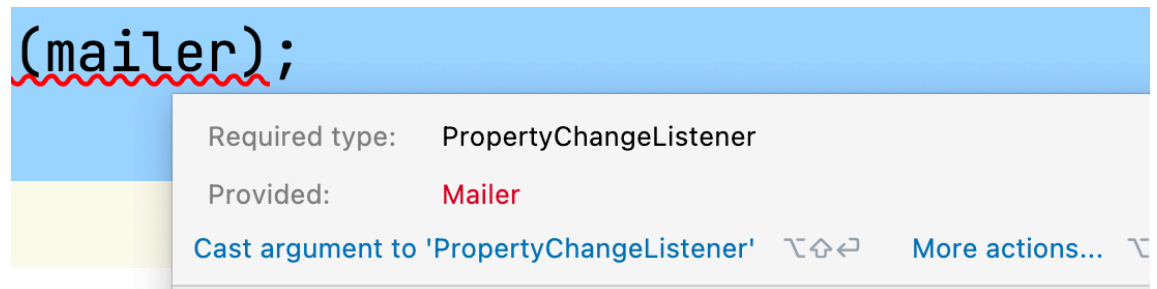 (mailer);
Required type: PropertyChangeListener
Provided: Mailer
Cast argument to 'PropertyChangeListener' ⌥⇧⏎ More actions... ⌥